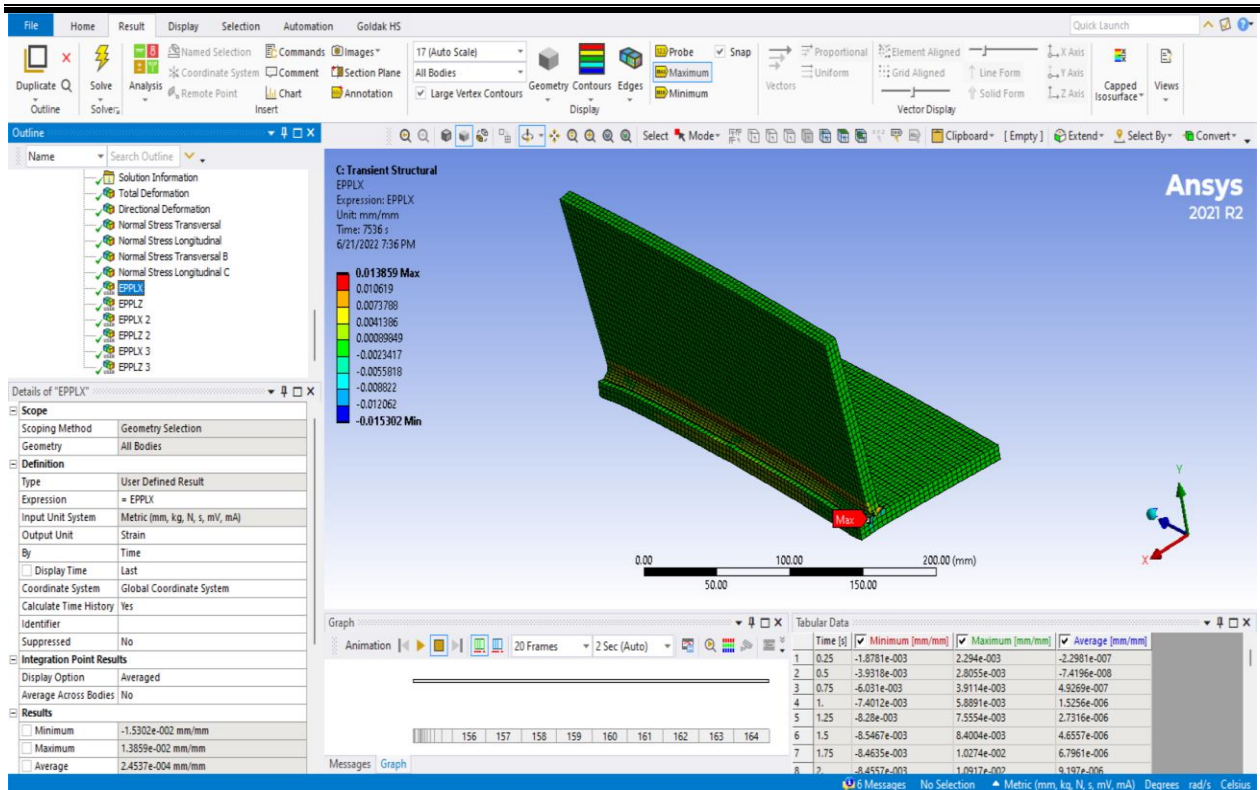 File Home Result Display Selection Automation Goldak HS Quick Launch
Duplicate Q
Outline
Solve
Solver
Analysis
Named Selection Commands Images
Coordinate System Comment Section Plane
Remote Point Chart Annotation
Insert
17 (Auto Scale)
All Bodies
Large Vertex Contours
Geometry Contours Edges
Probe Snap
Maximum
Minimum
Display
Vectors
Proportional Element Aligned X Axis
Uniform Grid Aligned Line Form Y Axis
Solid Form Z Axis
Vector Display
Capped
Isosurface
Views
Outline
Select Mode Clipboard [ Empty ] Extend Select By Convert
Name Search Outline
Solution Information
Total Deformation
Directional Deformation
Normal Stress Transversal
Normal Stress Longitudinal
Normal Stress Transversal B
Normal Stress Longitudinal C
EPPLX
EPPLZ
EPPLX 2
EPPLZ 2
EPPLX 3
EPPLZ 3
C: Transient Structural
EPPLX
Expression: EPPLX
Unit: mm/mm
Time: 7536 s
6/21/2022 7:36 PM
0.013859 Max
0.010619
0.0073788
0.0041386
0.00089849
-0.0023417
-0.0055818
-0.008822
-0.012062
-0.015302 Min
Ansys
2021 R2
Max
Y
X
0.00 100.00 200.00 (mm)
50.00 150.00
Details of "EPPLX"
Scope
Scoping Method Geometry Selection
Geometry All Bodies
Definition
Type User Defined Result
Expression = EPPLX
Input Unit System Metric (mm, kg, N, s, mV, mA)
Output Unit Strain
By Time
Display Time Last
Coordinate System Global Coordinate System
Calculate Time History Yes
Identifier
Suppressed No
Integration Point Results
Display Option Averaged
Average Across Bodies No
Results
Minimum -1.5302e-002 mm/mm
Maximum 1.3859e-002 mm/mm
Average 2.4537e-004 mm/mm
Graph
Animation 20 Frames 2 Sec (Auto)
156 157 158 159 160 161 162 163 164
Messages Graph
Tabular Data
Time [s] Minimum [mm/mm] Maximum [mm/mm] Average [mm/mm]
1 0.25 -1.8781e-003 2.294e-003 -2.2981e-007
2 0.5 -3.9318e-003 2.8055e-003 -7.4196e-008
3 0.75 -6.031e-003 3.9114e-003 4.9269e-007
4 1. -7.4012e-003 5.8891e-003 1.5256e-006
5 1.25 -8.28e-003 7.5554e-003 2.7316e-006
6 1.5 -8.5467e-003 8.4004e-003 4.6557e-006
7 1.75 -8.4635e-003 1.0274e-002 6.7961e-006
8 2. -8.4557e-003 1.0917e-002 9.197e-006
6 Messages No Selection Metric (mm, kg, N, s, mV, mA) Degrees rad/s Celsius